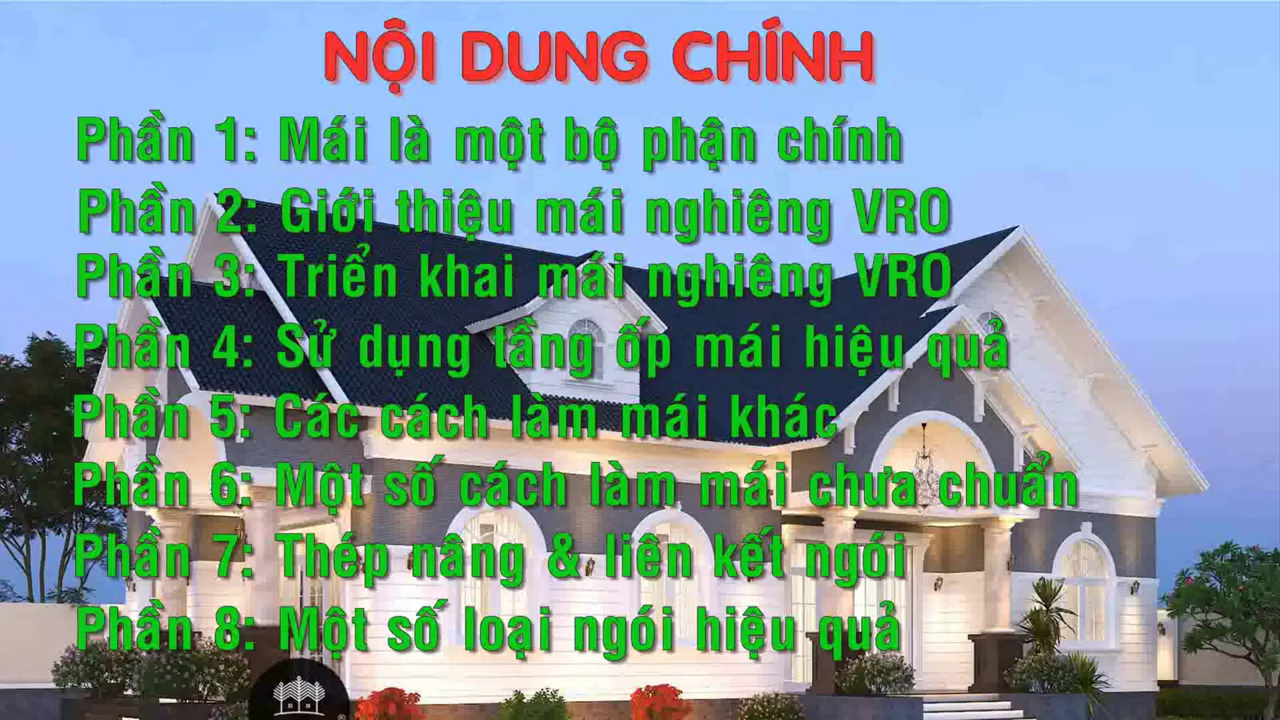 NỘI DUNG CHÍNH
Phần 1: Mái là một bộ phận chính
Phần 2: Giới thiệu mái nghiêng VRO
Phần 3: Triển khai mái nghiêng VRO
Phần 4: Sử dụng tầng ốp mái hiệu quả
Phần 5: Các cách làm mái khác
Phần 6: Một số cách làm mái chưa chuẩn
Phần 7: Thép nâng & liên kết ngói
Phần 8: Một số loại ngói hiệu quả
®